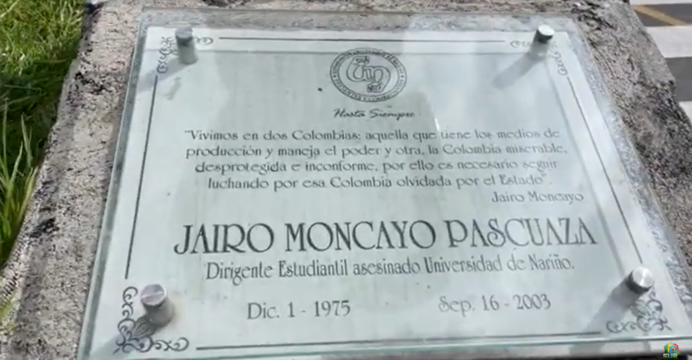 Hasta Siempre
"Vivimos en dos Colombias: aquella que tiene los medios de
producción y maneja el poder y otra, la Colombia miserable,
desprotegida e inconforme, por ello es necesario seguir
luchando por esa Colombia olvidada por el Estado".
Jairo Moncayo
JAIRO MONCAYO PASCUAZA
Dirigente Estudiantil asesinado Universidad de Nariño.
Dic. 1 - 1975 Sep. 16 - 2003